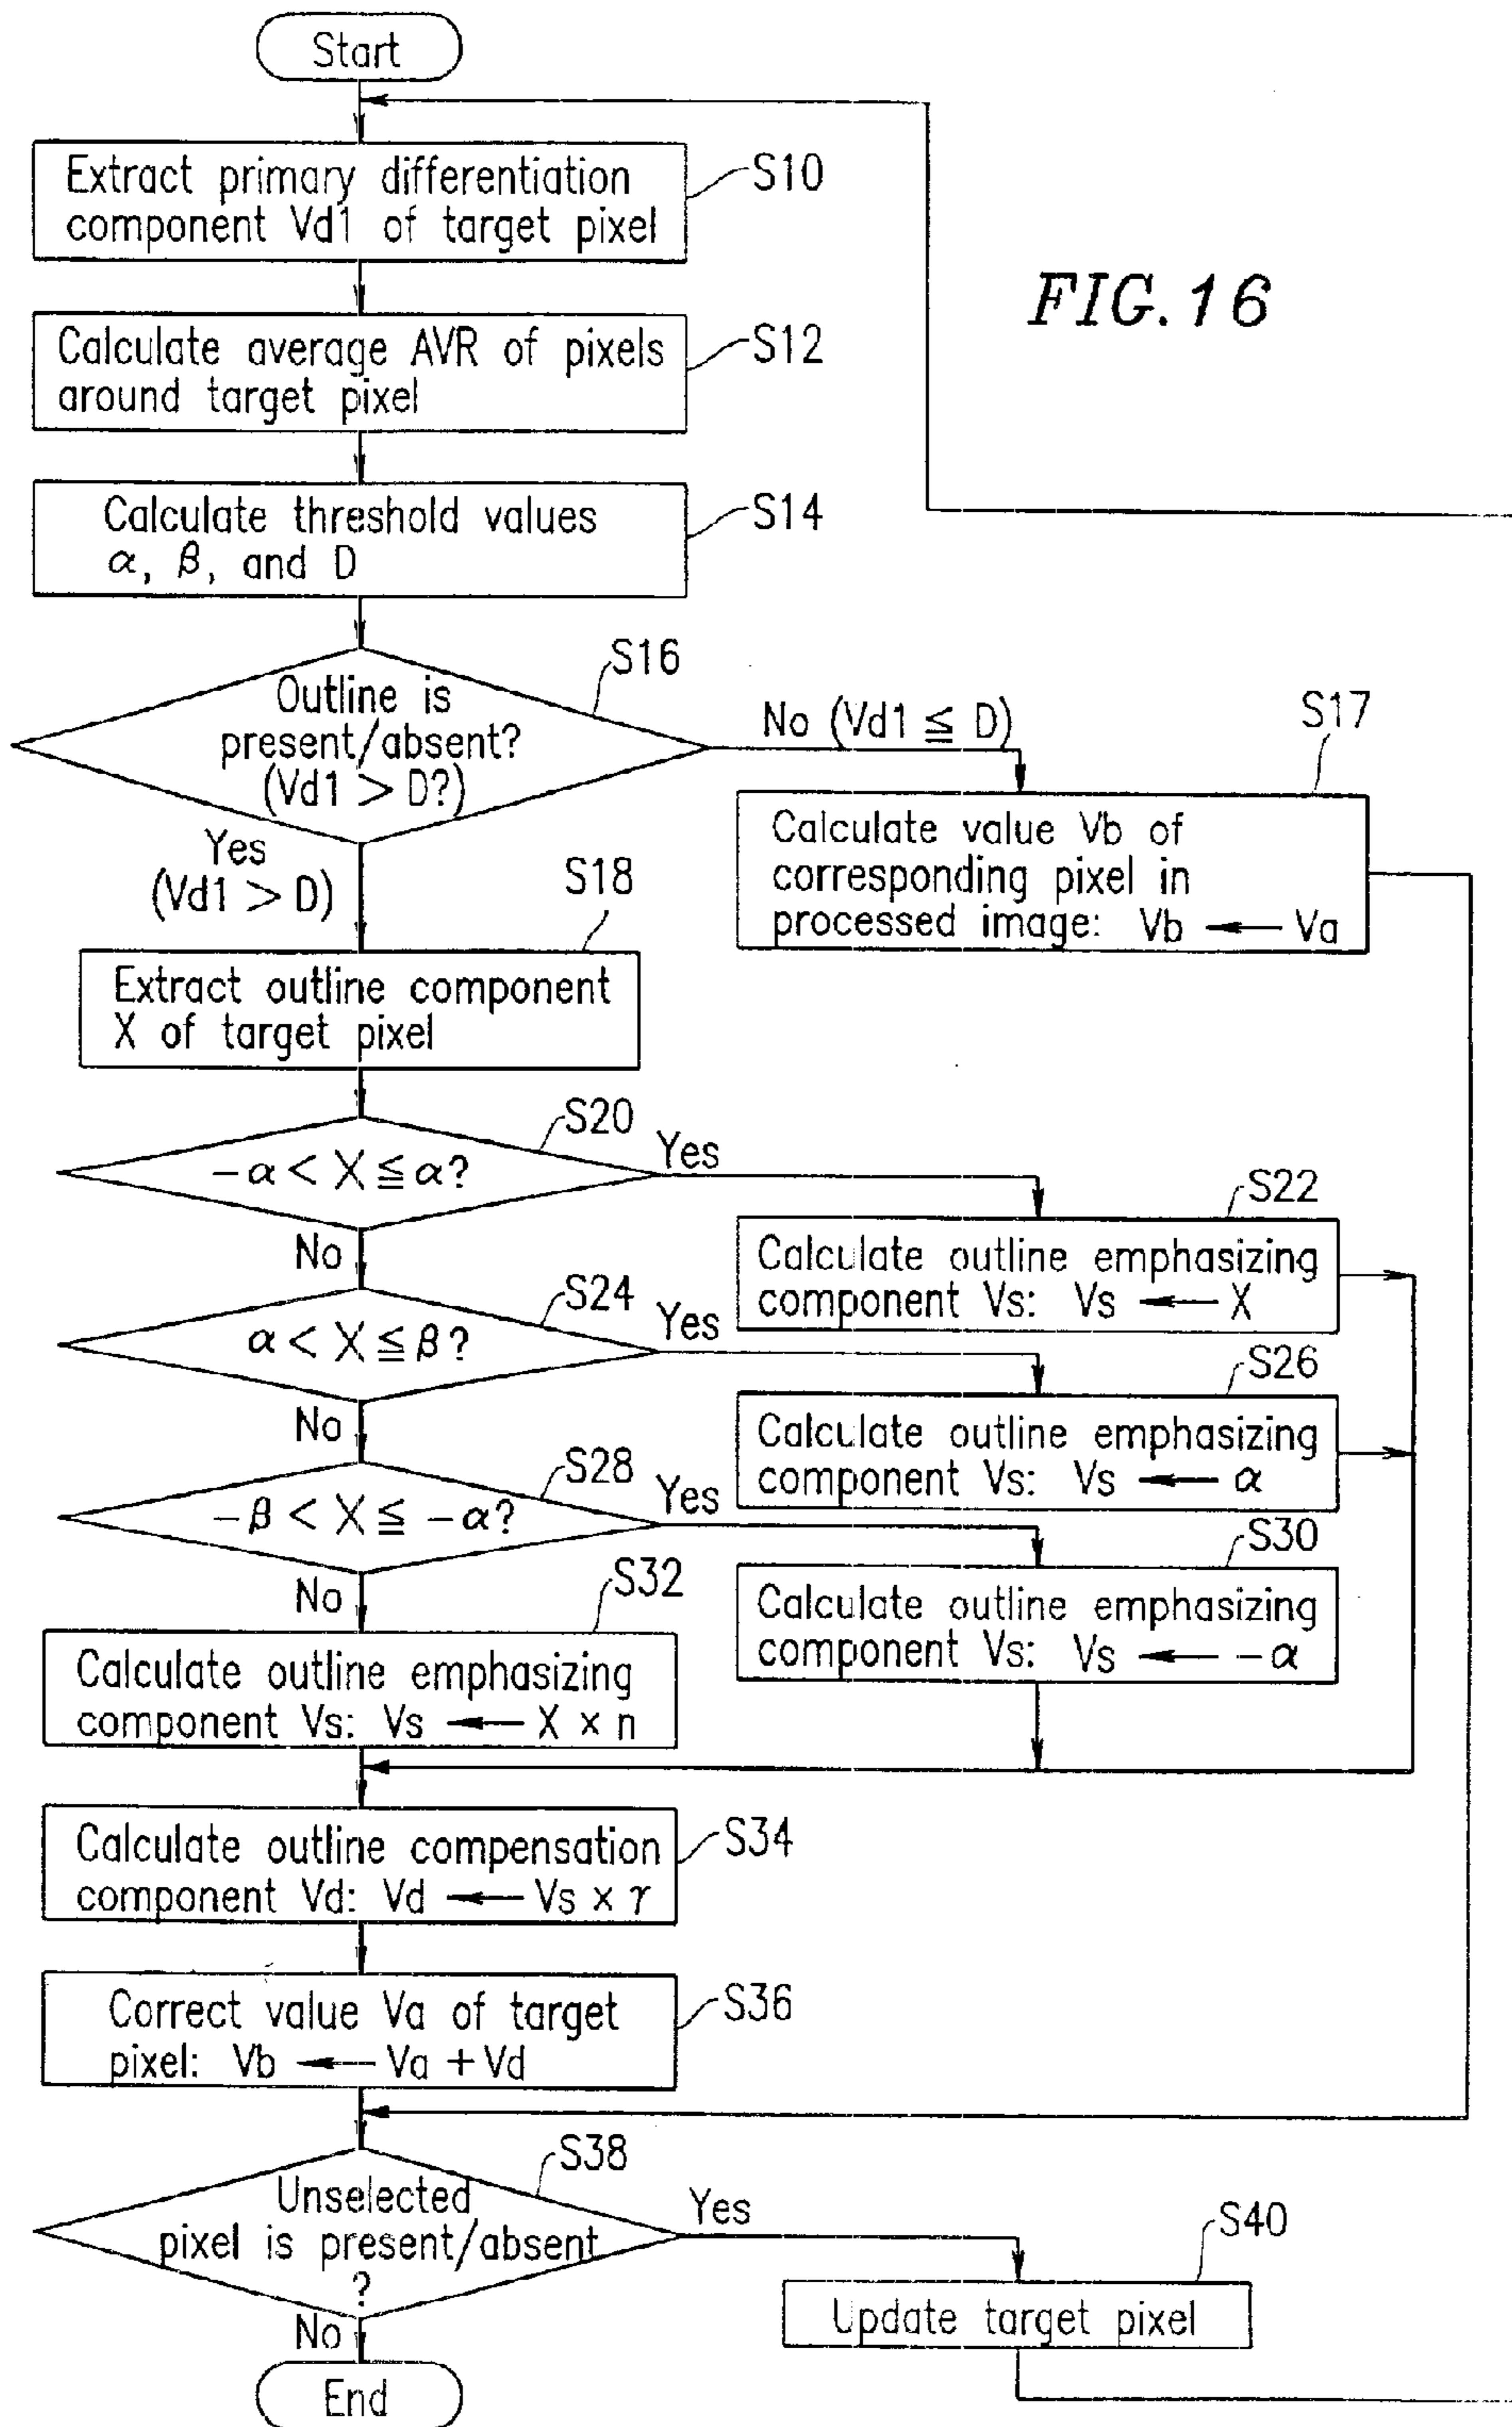 Start
Extract primary differentiation
component Vd1 of target pixel
S10
FIG.16
Calculate average AVR of pixels
around target pixel
S12
Calculate threshold values
α, β, and D
S14
S16
Outline is
present/absent?
(Vd1 > D?)
No (Vd1 ≦ D)
S17
Calculate value Vb of
corresponding pixel in
processed image: Vb ← Va
Yes
(Vd1 > D)
S18
Extract outline component
X of target pixel
S20
-α < X ≦ α?
Yes
S22
Calculate outline emphasizing
component Vs: Vs ← X
No
S24
α < X ≦ β?
Yes
S26
Calculate outline emphasizing
component Vs: Vs ← α
No
S28
-β < X ≦ -α?
Yes
S30
Calculate outline emphasizing
component Vs: Vs ← -α
No
S32
Calculate outline emphasizing
component Vs: Vs ← X × n
Calculate outline compensation
component Vd: Vd ← Vs × γ
S34
Correct value Va of target
pixel: Vb ← Va + Vd
S36
S38
Unselected
pixel is present/absent
?
Yes
S40
Update target pixel
No
End